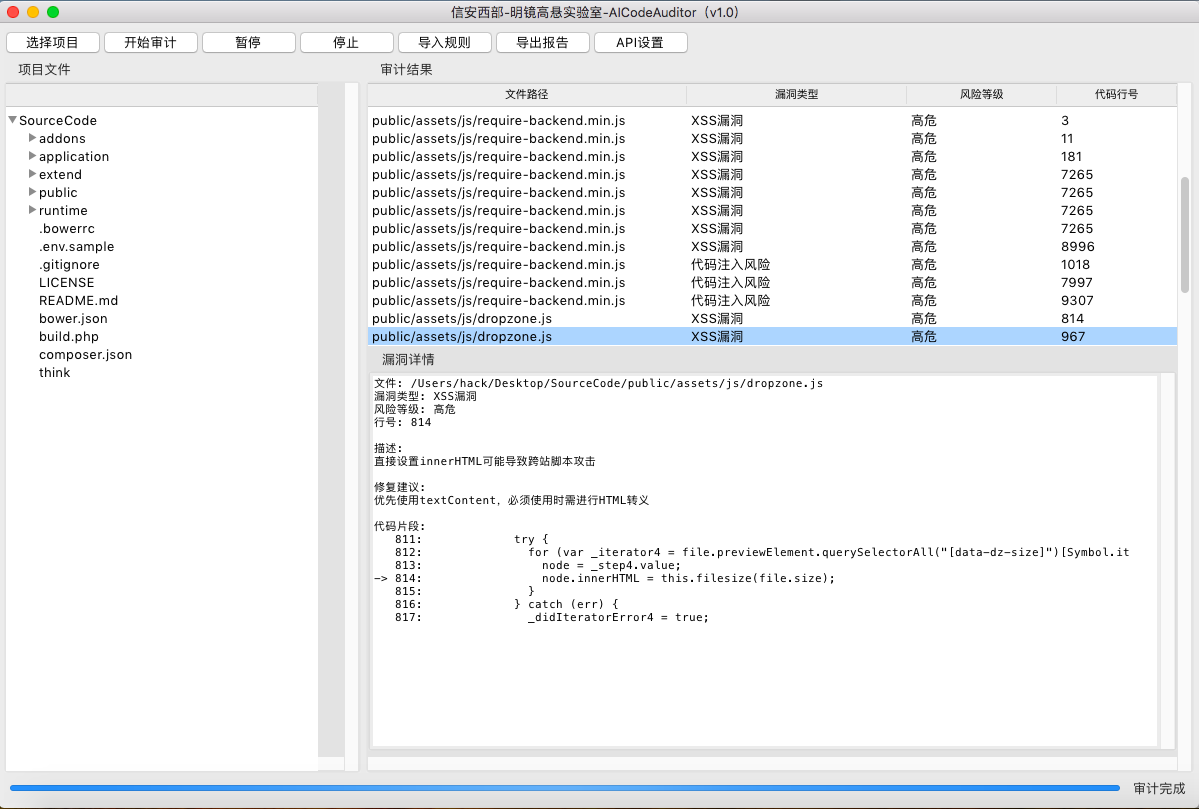 信安西部-明镜高悬实验室-AICodeAuditor（v1.0）
选择项目 开始审计 暂停 停止 导入规则 导出报告 API设置
项目文件
审计结果
文件路径 漏洞类型 风险等级 代码行号
SourceCode
addons
application
extend
public
runtime
.bowerrc
.env.sample
.gitignore
LICENSE
README.md
bower.json
build.php
composer.json
think
public/assets/js/require-backend.min.js XSS漏洞 高危 3
public/assets/js/require-backend.min.js XSS漏洞 高危 11
public/assets/js/require-backend.min.js XSS漏洞 高危 181
public/assets/js/require-backend.min.js XSS漏洞 高危 7265
public/assets/js/require-backend.min.js XSS漏洞 高危 7265
public/assets/js/require-backend.min.js XSS漏洞 高危 7265
public/assets/js/require-backend.min.js XSS漏洞 高危 7265
public/assets/js/require-backend.min.js XSS漏洞 高危 8996
public/assets/js/require-backend.min.js 代码注入风险 高危 1018
public/assets/js/require-backend.min.js 代码注入风险 高危 7997
public/assets/js/require-backend.min.js 代码注入风险 高危 9307
public/assets/js/dropzone.js XSS漏洞 高危 814
public/assets/js/dropzone.js XSS漏洞 高危 967
漏洞详情
文件: /Users/hack/Desktop/SourceCode/public/assets/js/dropzone.js
漏洞类型: XSS漏洞
风险等级: 高危
行号: 814
描述:
直接设置innerHTML可能导致跨站脚本攻击
修复建议:
优先使用textContent，必须使用时需进行HTML转义
代码片段:
811: try {
812: for (var _iterator4 = file.previewElement.querySelectorAll("[data-dz-size]")[Symbol.it
813: node = _step4.value;
-> 814: node.innerHTML = this.filesize(file.size);
815: }
816: } catch (err) {
817: _didIteratorError4 = true;
审计完成